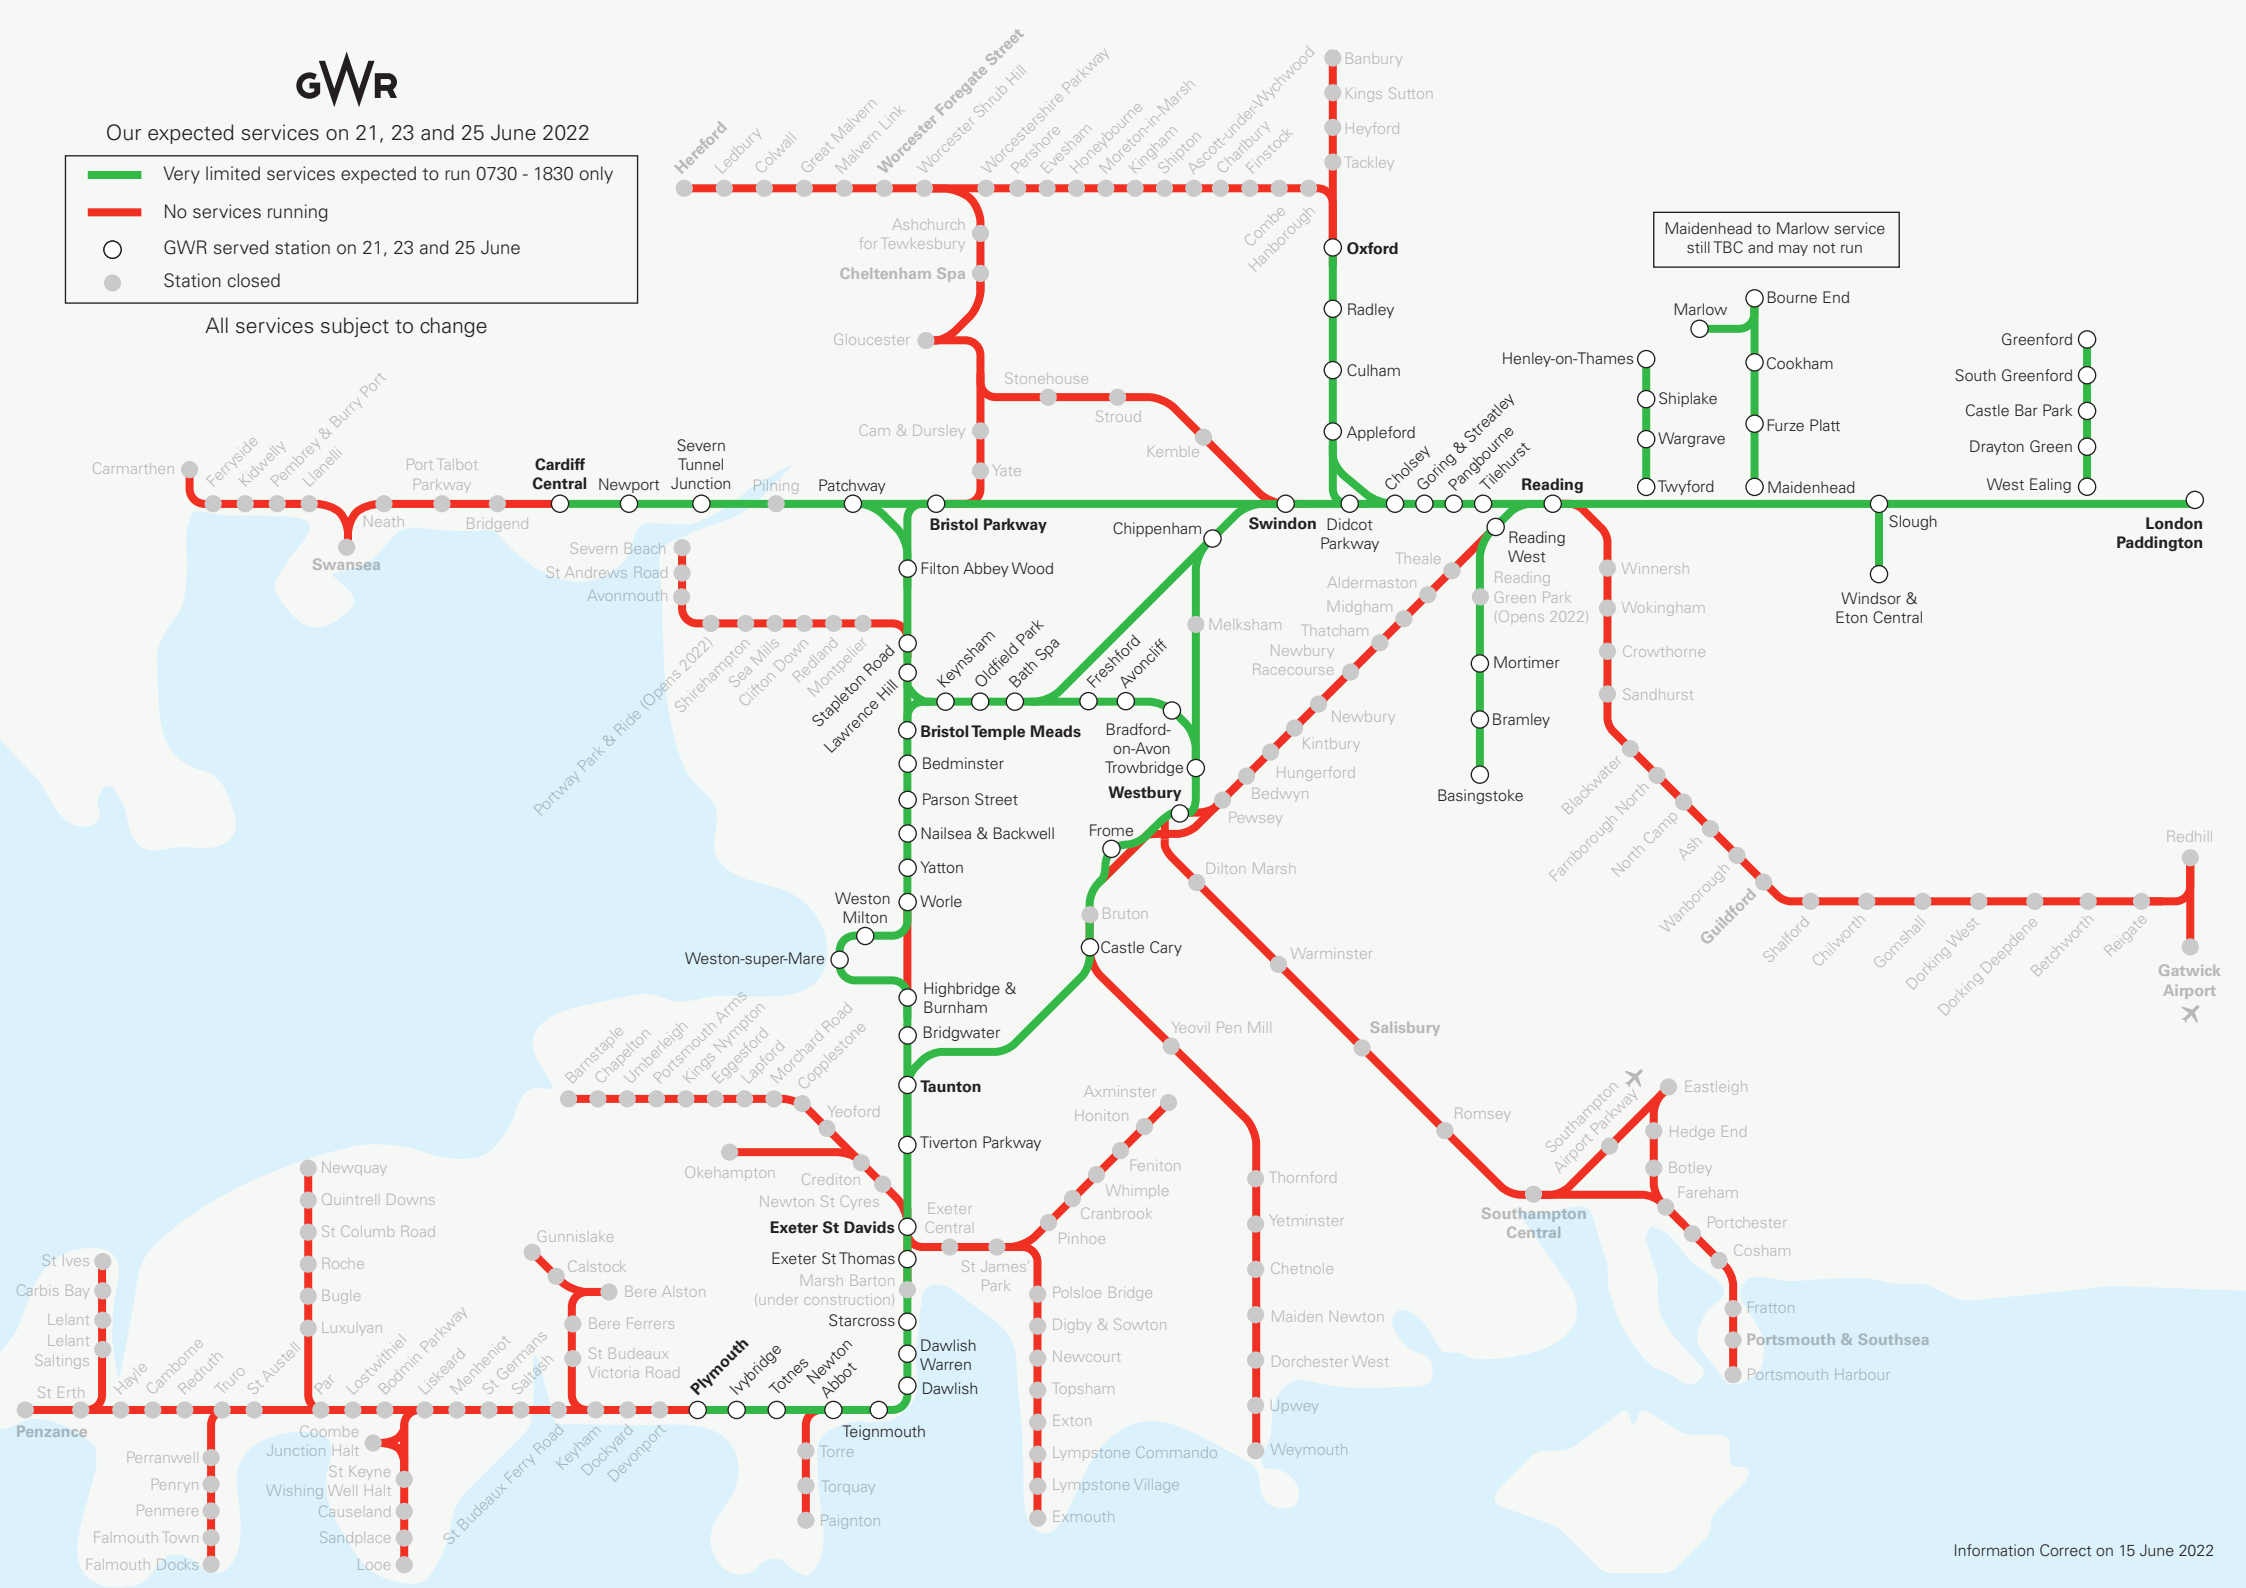 GWR
Our expected services on 21, 23 and 25 June 2022
Very limited services expected to run 0730 - 1830 only
No services running
GWR served station on 21, 23 and 25 June
Station closed
All services subject to change
Hereford
Ledbury
Colwall
Great Malvern
Malvern Link
Worcester Foregate Street
Worcester Shrub Hill
Worcestershire Parkway
Pershore
Evesham
Honeybourne
Moreton-in-Marsh
Kingham
Shipton
Ascott-under-Wychwood
Charlbury
Finstock
Combe
Hanborough
Banbury
Kings Sutton
Heyford
Tackley
Oxford
Radley
Culham
Appleford
Ashchurch
for Tewkesbury
Cheltenham Spa
Gloucester
Stonehouse
Stroud
Kemble
Cam & Dursley
Yate
Maidenhead to Marlow service
still TBC and may not run
Marlow
Bourne End
Cookham
Furze Platt
Maidenhead
Henley-on-Thames
Shiplake
Wargrave
Twyford
Greenford
South Greenford
Castle Bar Park
Drayton Green
West Ealing
Carmarthen
Ferryside
Kidwelly
Pembrey & Burry Port
Llanelli
Swansea
Neath
Port Talbot
Parkway
Bridgend
Cardiff
Central
Newport
Severn
Tunnel
Junction
Pilning
Patchway
Bristol Parkway
Swindon
Didcot
Parkway
Cholsey
Goring & Streatley
Pangbourne
Tilehurst
Reading
Slough
London
Paddington
Windsor &
Eton Central
Chippenham
Reading
West
Reading
Green Park
(Opens 2022)
Mortimer
Bramley
Basingstoke
Theale
Aldermaston
Midgham
Thatcham
Newbury
Racecourse
Newbury
Kintbury
Hungerford
Bedwyn
Pewsey
Winnersh
Wokingham
Crowthorne
Sandhurst
Blackwater
Farnborough North
North Camp
Ash
Wanborough
Guildford
Shalford
Chilworth
Gomshall
Dorking West
Dorking Deepdene
Betchworth
Reigate
Redhill
Gatwick
Airport
Severn Beach
St Andrews Road
Avonmouth
Portway Park & Ride (Opens 2022)
Shirehampton
Sea Mills
Clifton Down
Redland
Montpelier
Filton Abbey Wood
Stapleton Road
Lawrence Hill
Keynsham
Oldfield Park
Bath Spa
Freshford
Avoncliff
Melksham
Bradford-
on-Avon
Trowbridge
Westbury
Bristol Temple Meads
Bedminster
Parson Street
Nailsea & Backwell
Yatton
Worle
Weston
Milton
Weston-super-Mare
Highbridge &
Burnham
Bridgwater
Taunton
Tiverton Parkway
Frome
Bruton
Castle Cary
Dilton Marsh
Warminster
Salisbury
Romsey
Southampton
Central
Southampton
Airport Parkway
Eastleigh
Hedge End
Botley
Fareham
Portchester
Cosham
Fratton
Portsmouth & Southsea
Portsmouth Harbour
Yeovil Pen Mill
Thornford
Yetminster
Chetnole
Maiden Newton
Dorchester West
Upwey
Weymouth
Barnstaple
Chapelton
Umberleigh
Portsmouth Arms
Kings Nympton
Eggesford
Lapford
Morchard Road
Copplestone
Yeoford
Okehampton
Crediton
Newton St Cyres
Exeter St Davids
Exeter
Central
St James'
Park
Axminster
Honiton
Feniton
Whimple
Cranbrook
Pinhoe
Polsloe Bridge
Digby & Sowton
Newcourt
Topsham
Exton
Lympstone Commando
Lympstone Village
Exmouth
Exeter St Thomas
Marsh Barton
(under construction)
Starcross
Dawlish
Warren
Dawlish
Teignmouth
Newton
Abbot
Totnes
Ivybridge
Plymouth
Torre
Torquay
Paignton
Gunnislake
Calstock
Bere Alston
Bere Ferrers
St Budeaux
Victoria Road
Devonport
Dockyard
Keyham
St Budeaux Ferry Road
Saltash
St Germans
Menheniot
Liskeard
Bodmin Parkway
Lostwithiel
Par
Coombe
Junction Halt
St Keyne
Wishing Well Halt
Causeland
Sandplace
Looe
Newquay
Quintrell Downs
St Columb Road
Roche
Bugle
Luxulyan
St Austell
Truro
Redruth
Camborne
Hayle
Perranwell
Penryn
Penmere
Falmouth Town
Falmouth Docks
St Ives
Carbis Bay
Lelant
Lelant
Saltings
St Erth
Penzance
Information Correct on 15 June 2022